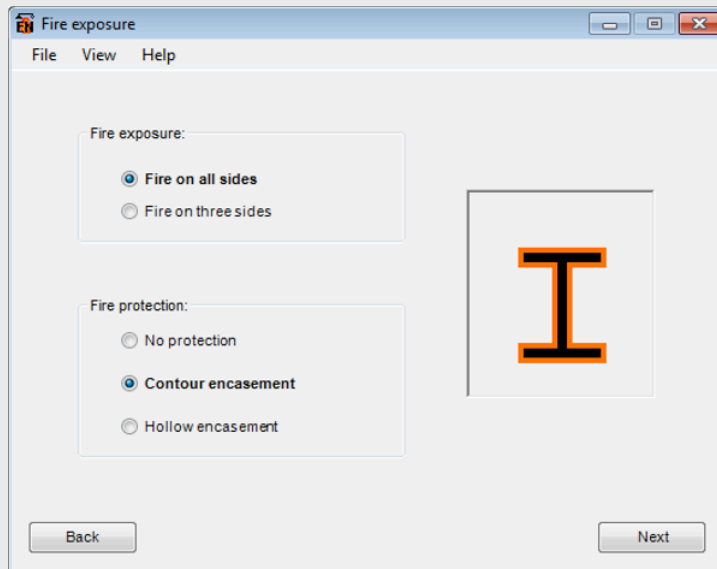 EN Fire exposure
File View Help
Fire exposure:
Fire on all sides
Fire on three sides
Fire protection:
No protection
Contour encasement
Hollow encasement
Back Next